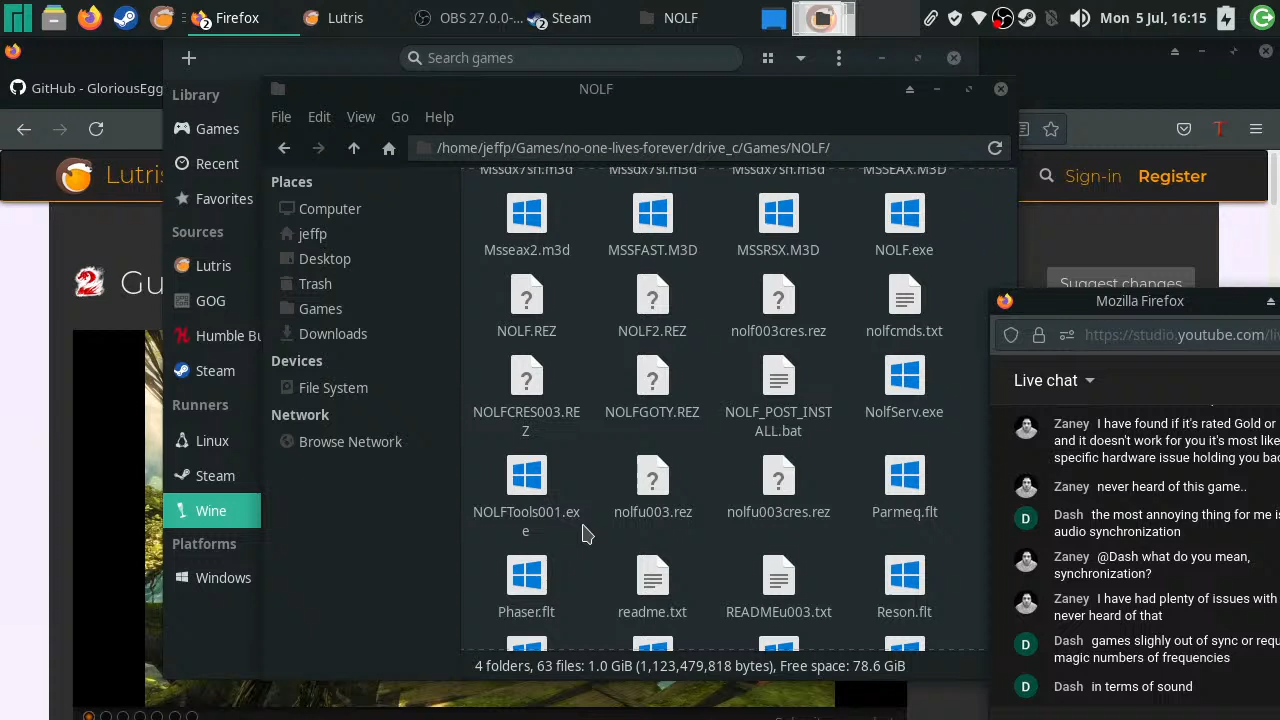 Firefox
Lutris
OBS 27.0.0-...
Steam
NOLF
Mon 5 Jul, 16:15
Search games
GitHub - GloriousEgg
Lutris
Sign-in
Register
Gu
Suggest changes
Library
Games
Recent
Favorites
Sources
Lutris
GOG
Humble Bu
Steam
Runners
Linux
Steam
Wine
Platforms
Windows
NOLF
File Edit View Go Help
/home/jeffp/Games/no-one-lives-forever/drive_c/Games/NOLF/
Places
Computer
jeffp
Desktop
Trash
Games
Downloads
Devices
File System
Network
Browse Network
Mssdx7sh.m3d Mssdx7sl.m3d Mssdx7sn.m3d MSSEAX.M3D
Msseax2.m3d MSSFAST.M3D MSSRSX.M3D NOLF.exe
NOLF.REZ NOLF2.REZ nolf003cres.rez nolfcmds.txt
NOLFCRES003.RE
Z
NOLFGOTY.REZ
NOLF_POST_INST
ALL.bat
NolfServ.exe
NOLFTools001.ex
e
nolfu003.rez nolfu003cres.rez Parmeq.flt
Phaser.flt readme.txt READMEu003.txt Reson.flt
4 folders, 63 files: 1.0 GiB (1,123,479,818 bytes), Free space: 78.6 GiB
Mozilla Firefox
https://studio.youtube.com/li
Live chat
Zaney I have found if it's rated Gold or
and it doesn't work for you it's most like
specific hardware issue holding you bac
Zaney never heard of this game..
Dash the most annoying thing for me is
audio synchronization
Zaney @Dash what do you mean,
synchronization?
Zaney I have had plenty of issues with
never heard of that
Dash games slighly out of sync or requ
magic numbers of frequencies
Dash in terms of sound